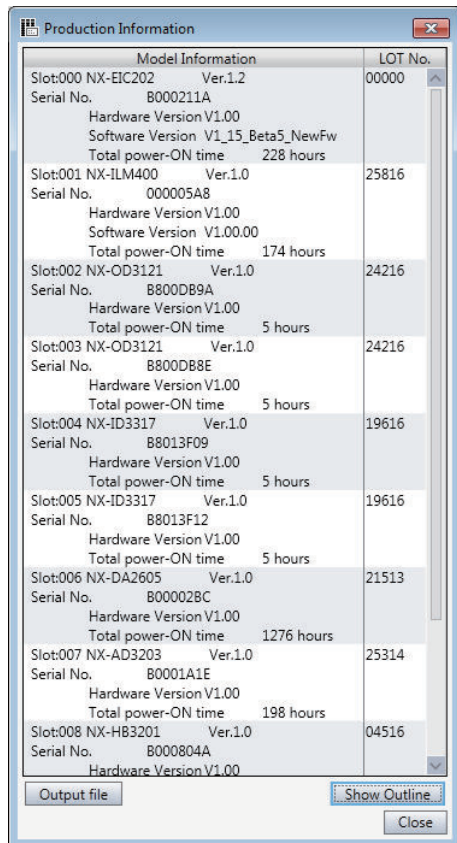 Production Information
Model Information LOT No.
Slot:000 NX-EIC202 Ver.1.2 00000
Serial No. B000211A
Hardware Version V1.00
Software Version V1_15_Beta5_NewFw
Total power-ON time 228 hours
Slot:001 NX-ILM400 Ver.1.0 25816
Serial No. 000005A8
Hardware Version V1.00
Software Version V1.00.00
Total power-ON time 174 hours
Slot:002 NX-OD3121 Ver.1.0 24216
Serial No. B800DB9A
Hardware Version V1.00
Total power-ON time 5 hours
Slot:003 NX-OD3121 Ver.1.0 24216
Serial No. B800DB8E
Hardware Version V1.00
Total power-ON time 5 hours
Slot:004 NX-ID3317 Ver.1.0 19616
Serial No. B8013F09
Hardware Version V1.00
Total power-ON time 5 hours
Slot:005 NX-ID3317 Ver.1.0 19616
Serial No. B8013F12
Hardware Version V1.00
Total power-ON time 5 hours
Slot:006 NX-DA2605 Ver.1.0 21513
Serial No. B00002BC
Hardware Version V1.00
Total power-ON time 1276 hours
Slot:007 NX-AD3203 Ver.1.0 25314
Serial No. B0001A1E
Hardware Version V1.00
Total power-ON time 198 hours
Slot:008 NX-HB3201 Ver.1.0 04516
Serial No. B000804A
Hardware Version V1.00
Output file Show Outline
Close